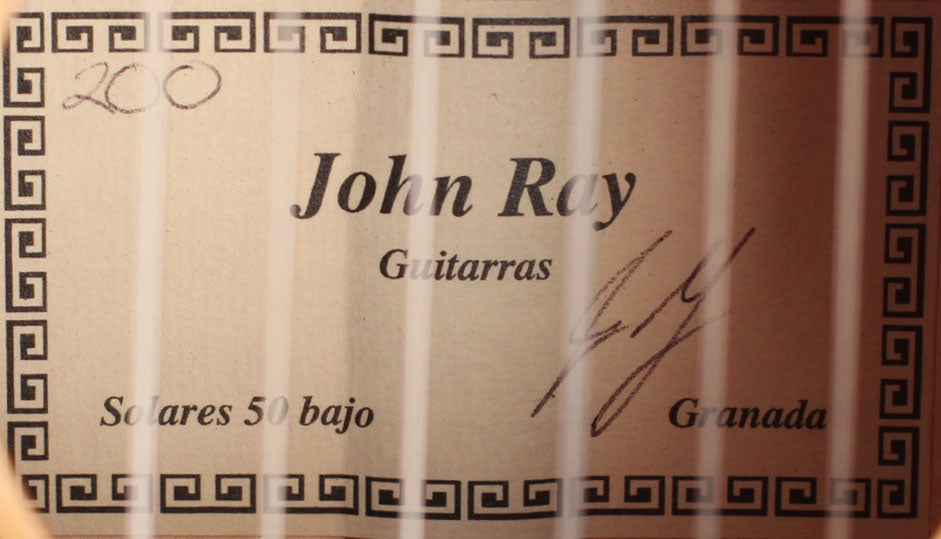 200
John Ray
Guitarras
Solares 50 bajo
Granada